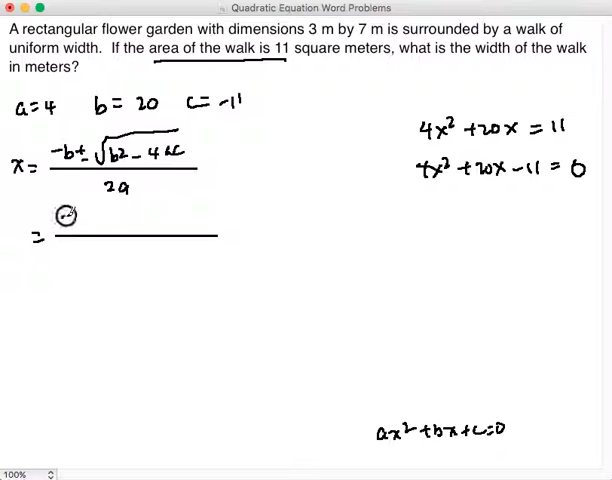 Quadratic Equation Word Problems
A rectangular flower garden with dimensions 3 m by 7 m is surrounded by a walk of
uniform width. If the area of the walk is 11 square meters, what is the width of the walk
in meters?
a=4 b= 20 c= -11
4x² +20x = 11
x= -b± √b² - 4ac
2a
4x² +20x -11 = 0
=
ax²+bx+c=0
100%